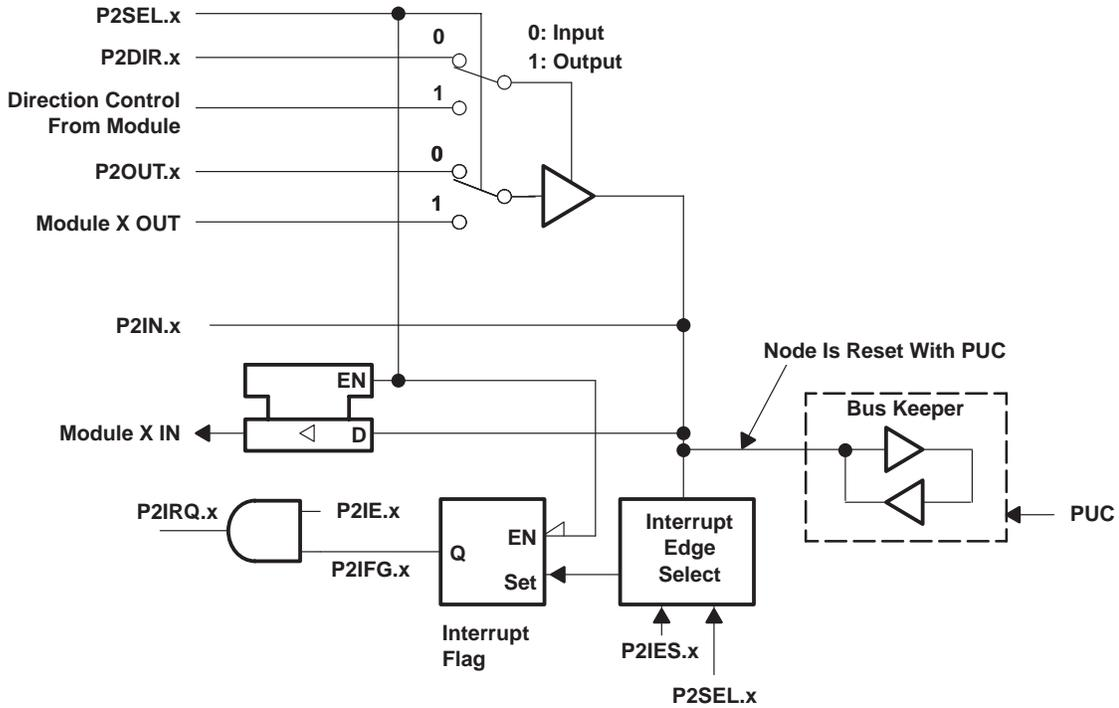 P2SEL.x
0
0: Input
P2DIR.x
1: Output
1
Direction Control
From Module
0
P2OUT.x
1
Module X OUT
P2IN.x
Node Is Reset With PUC
EN
Bus Keeper
Module X IN
D
P2IRQ.x
P2IE.x
Interrupt
Edge
Select
PUC
EN
Q
P2IFG.x
Set
Interrupt
Flag
P2IES.x
P2SEL.x